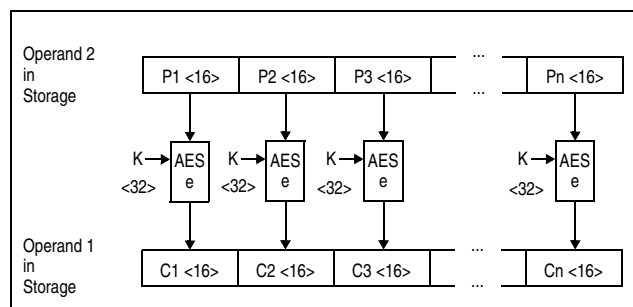 Operand 2
in
Storage
P1 <16> P2 <16> P3 <16> ... ... Pn <16>
K AES e K AES e K AES e K AES e
<32> <32> <32> <32>
Operand 1
in
Storage
C1 <16> C2 <16> C3 <16> ... ... Cn <16>